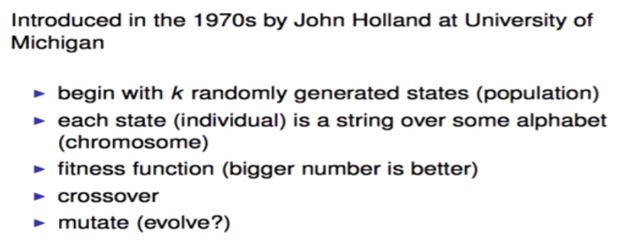 Introduced in the 1970s by John Holland at University of
Michigan
► begin with k randomly generated states (population)
► each state (individual) is a string over some alphabet
(chromosome)
► fitness function (bigger number is better)
► crossover
► mutate (evolve?)